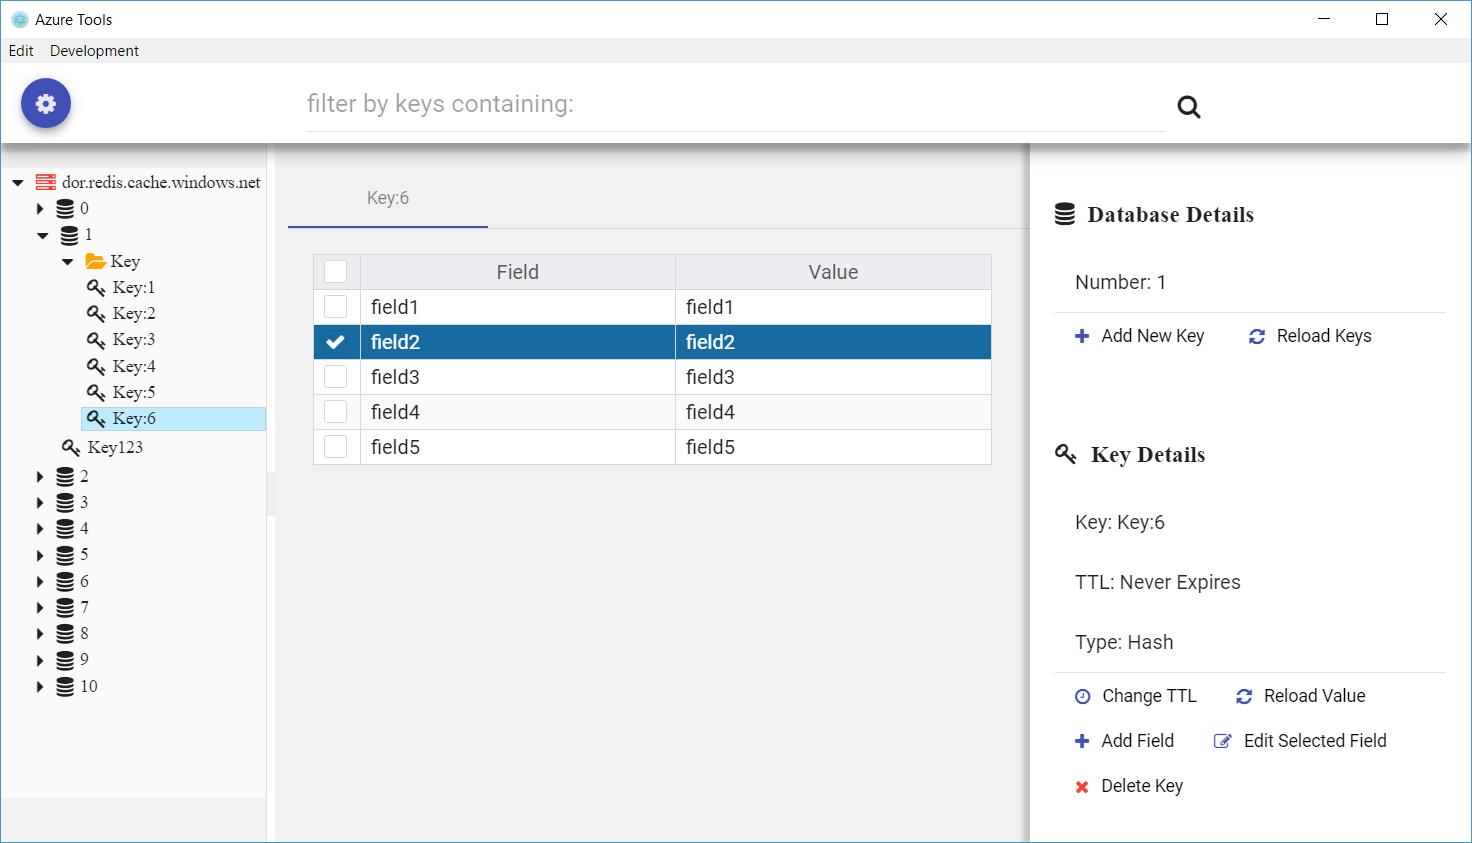 Azure Tools
Edit Development
filter by keys containing:
dor.redis.cache.windows.net
0
1
Key
Key:1
Key:2
Key:3
Key:4
Key:5
Key:6
Key123
2
3
4
5
6
7
8
9
10
Key:6
Field Value
field1 field1
field2 field2
field3 field3
field4 field4
field5 field5
Database Details
Number: 1
Add New Key Reload Keys
Key Details
Key: Key:6
TTL: Never Expires
Type: Hash
Change TTL Reload Value
Add Field Edit Selected Field
Delete Key